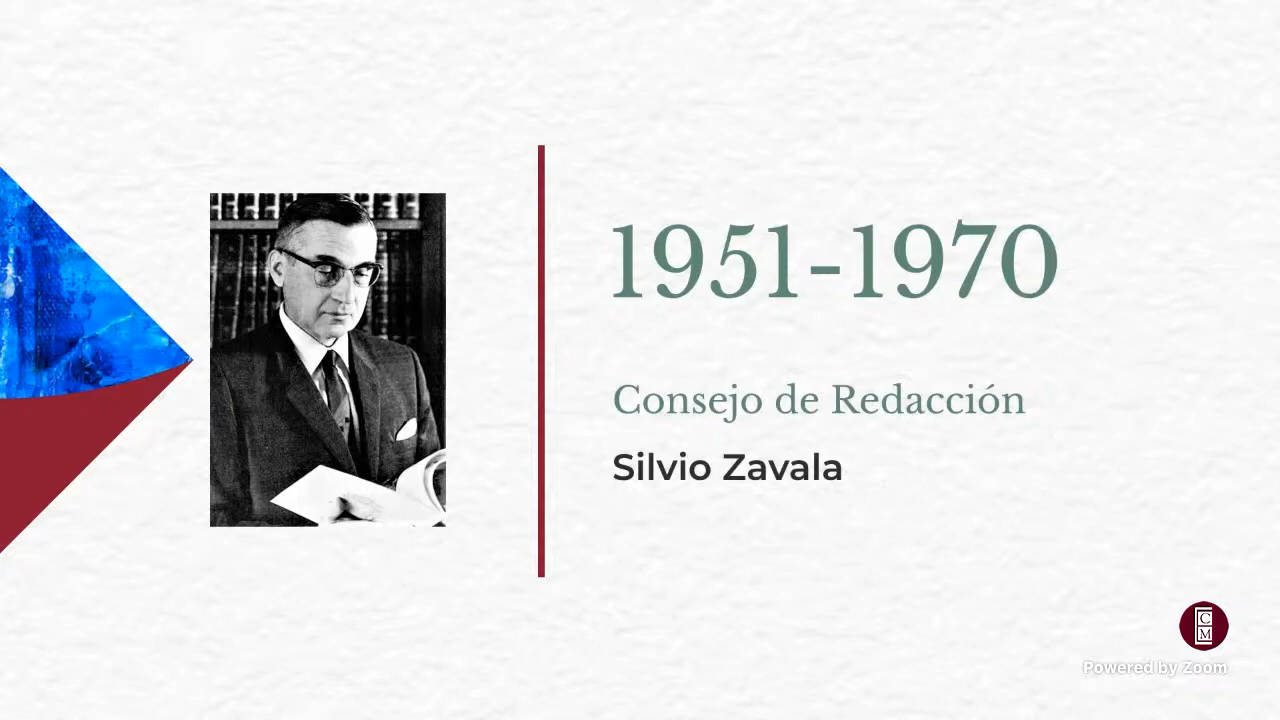 1951-1970
Consejo de Redacción
Silvio Zavala
C
M
Powered by Zoom